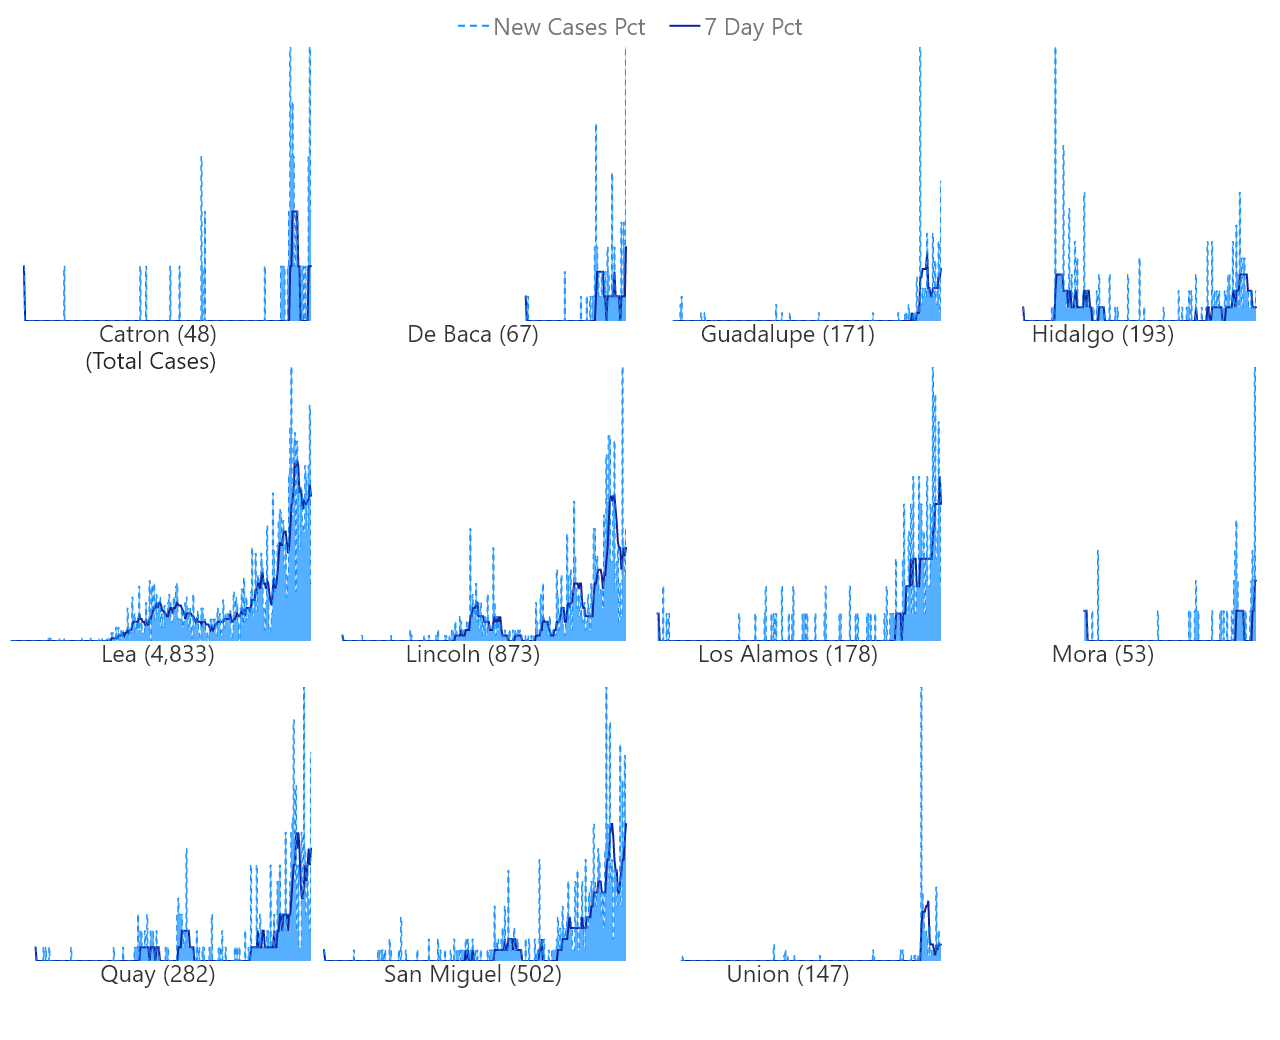 New Cases Pct 7 Day Pct
Catron (48)
(Total Cases)
De Baca (67)
Guadalupe (171)
Hidalgo (193)
Lea (4,833)
Lincoln (873)
Los Alamos (178)
Mora (53)
Quay (282)
San Miguel (502)
Union (147)